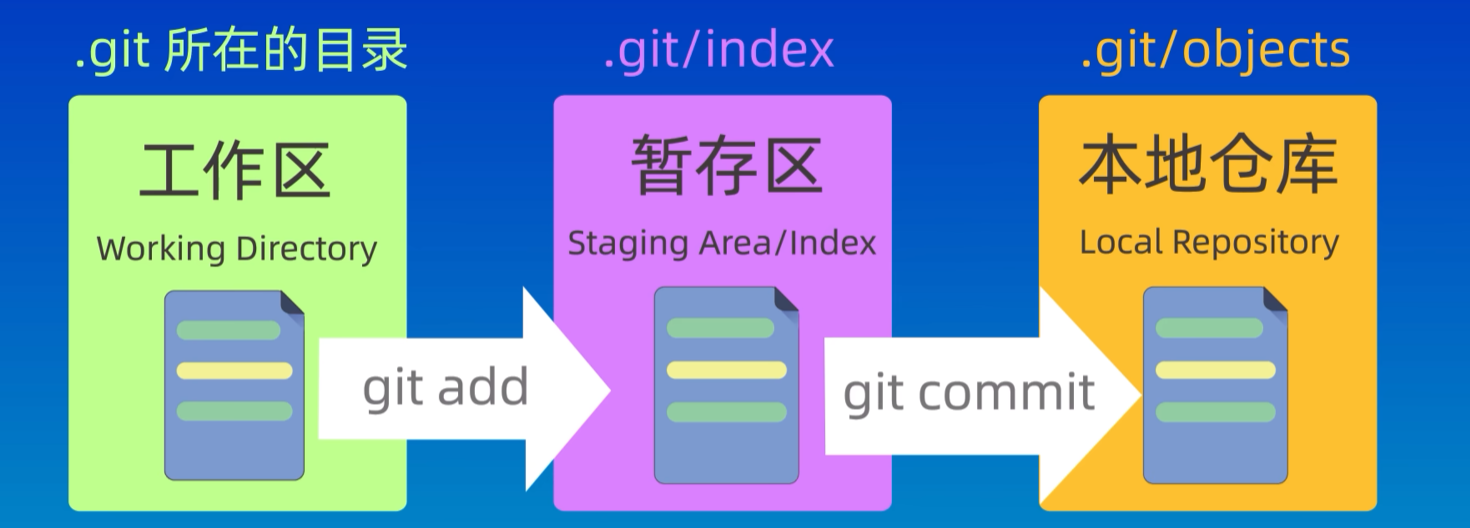 .git 所在的目录
.git/index
.git/objects
工作区
Working Directory
git add
暂存区
Staging Area/Index
git commit
本地仓库
Local Repository